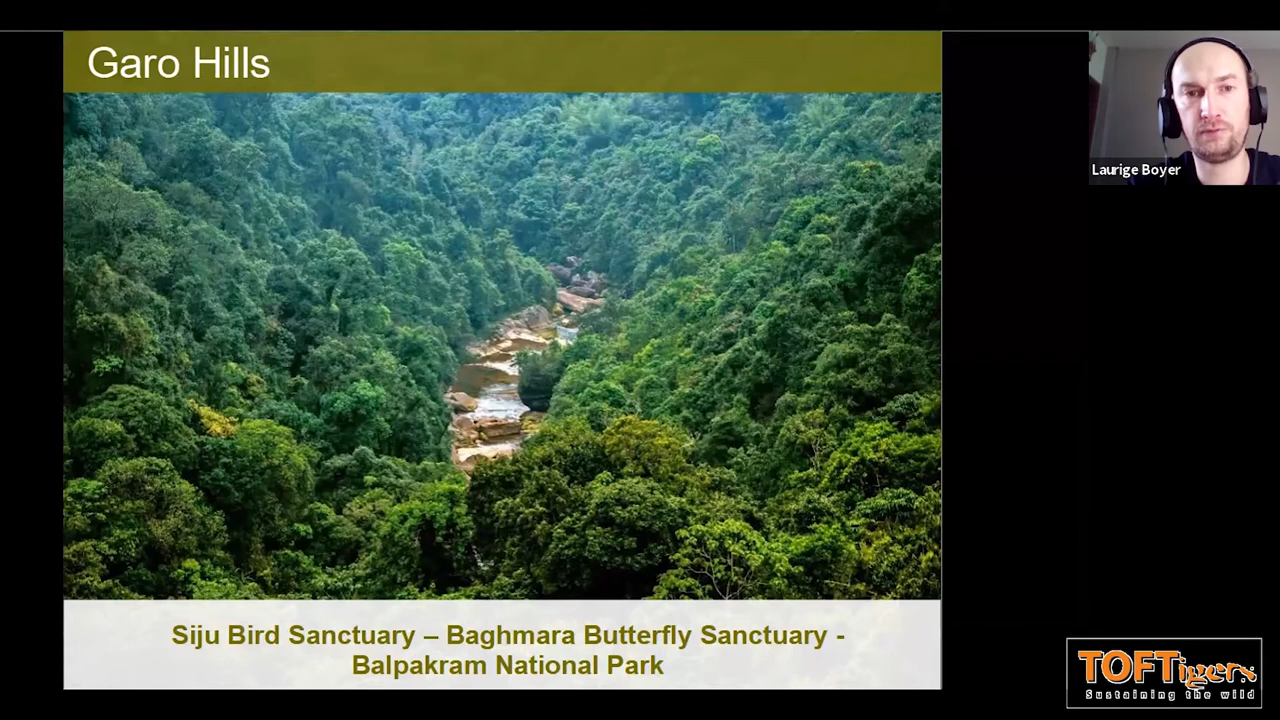 Garo Hills
Laurige Boyer
Siju Bird Sanctuary – Baghmara Butterfly Sanctuary -
Balpakram National Park
TOFTigers
Sustaining the wild